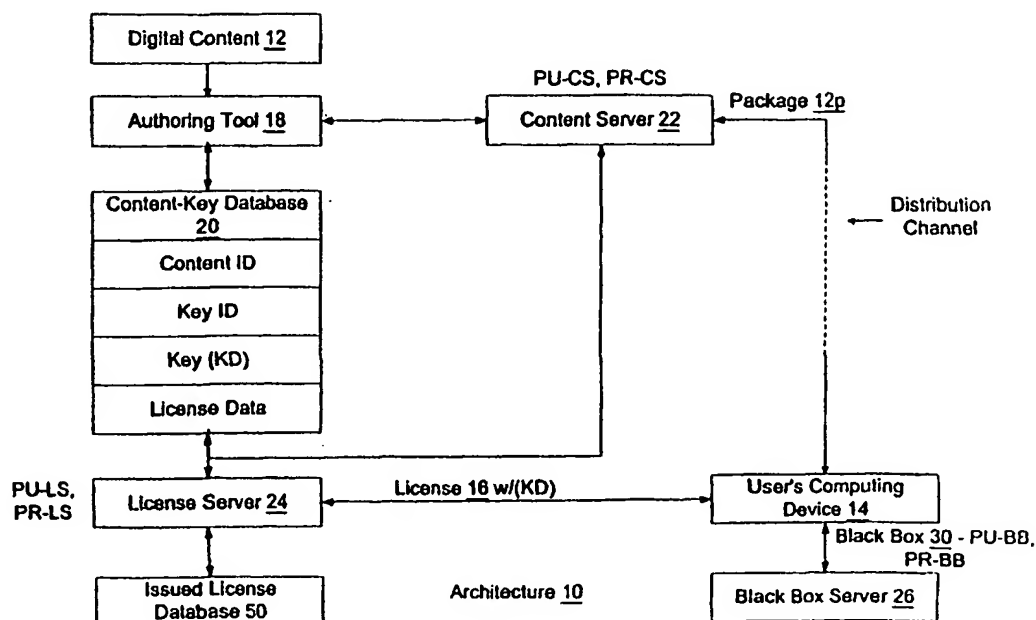 Digital Content 12
Authoring Tool 18
PU-CS, PR-CS
Content Server 22
Package 12p
Content-Key Database
20
Content ID
Key ID
Key (KD)
License Data
Distribution
Channel
PU-LS,
PR-LS
License Server 24
License 16 w/(KD)
User's Computing
Device 14
Black Box 30 - PU-BB,
PR-BB
Issued License
Database 50
Architecture 10
Black Box Server 26